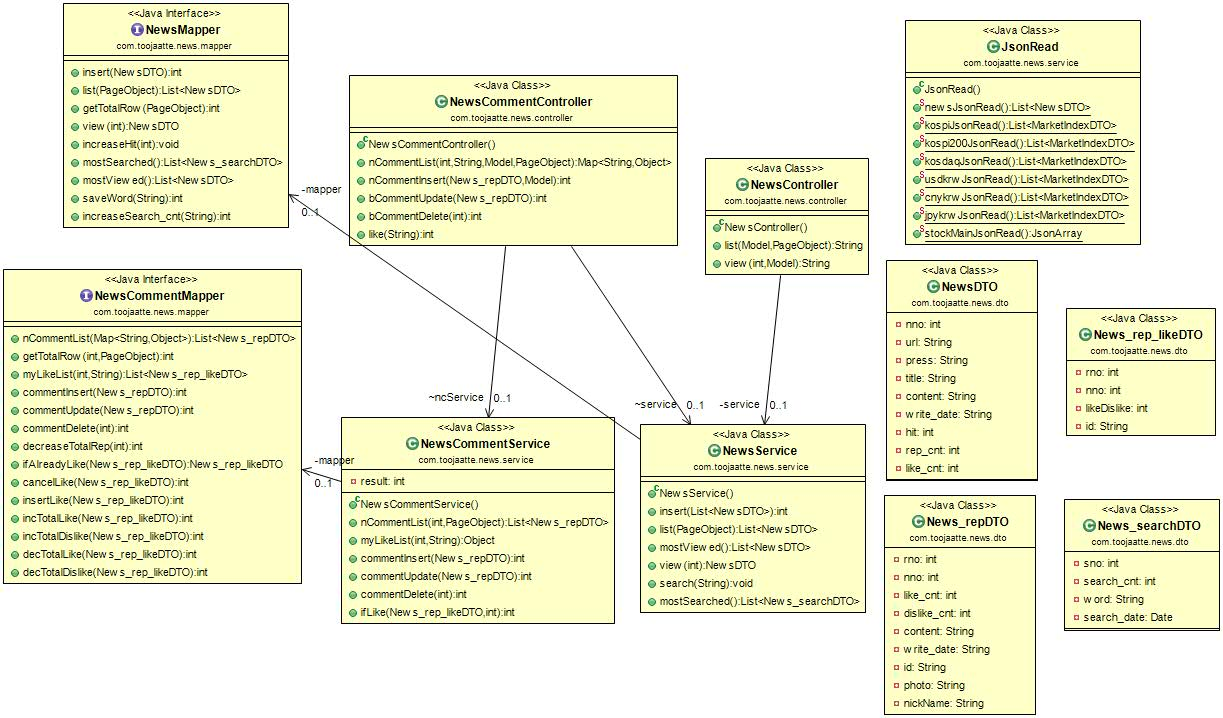 <<Java Interface>>
NewsMapper
com.toojaatte.news.mapper
insert(NewsDTO):int
list(PageObject):List<NewsDTO>
getTotalRow(PageObject):int
view(int):NewsDTO
increaseHit(int):void
mostSearched():List<News_searchDTO>
mostViewed():List<NewsDTO>
saveWord(String):int
increaseSearch_cnt(String):int
<<Java Class>>
NewsCommentController
com.toojaatte.news.controller
NewsCommentController()
nCommentList(int,String,Model,PageObject):Map<String,Object>
nCommentInsert(News_repDTO,Model):int
bCommentUpdate(News_repDTO):int
bCommentDelete(int):int
like(String):int
<<Java Class>>
NewsController
com.toojaatte.news.controller
NewsController()
list(Model,PageObject):String
view(int,Model):String
<<Java Class>>
JsonRead
com.toojaatte.news.service
JsonRead()
newsJsonRead():List<NewsDTO>
kospiJsonRead():List<MarketIndexDTO>
kospi200JsonRead():List<MarketIndexDTO>
kosdaqJsonRead():List<MarketIndexDTO>
usdkrwJsonRead():List<MarketIndexDTO>
cnykrwJsonRead():List<MarketIndexDTO>
jpykrwJsonRead():List<MarketIndexDTO>
stockMainJsonRead():JsonArray
-mapper
0..1
<<Java Interface>>
NewsCommentMapper
com.toojaatte.news.mapper
nCommentList(Map<String,Object>):List<News_repDTO>
getTotalRow(int,PageObject):int
myLikeList(int,String):List<News_rep_likeDTO>
commentInsert(News_repDTO):int
commentUpdate(News_repDTO):int
commentDelete(int):int
decreaseTotalRep(int):int
ifAlreadyLike(News_rep_likeDTO):News_rep_likeDTO
cancelLike(News_rep_likeDTO):int
insertLike(News_rep_likeDTO):int
incTotalLike(News_rep_likeDTO):int
incTotalDislike(News_rep_likeDTO):int
decTotalLike(News_rep_likeDTO):int
decTotalDislike(News_rep_likeDTO):int
~ncService
0..1
~service
0..1
-service
0..1
-mapper
0..1
<<Java Class>>
NewsCommentService
com.toojaatte.news.service
result: int
NewsCommentService()
nCommentList(int,PageObject):List<News_repDTO>
myLikeList(int,String):Object
commentInsert(News_repDTO):int
commentUpdate(News_repDTO):int
commentDelete(int):int
ifLike(News_rep_likeDTO,int):int
<<Java Class>>
NewsService
com.toojaatte.news.service
NewsService()
insert(List<NewsDTO>):int
list(PageObject):List<NewsDTO>
mostViewed():List<NewsDTO>
view(int):NewsDTO
search(String):void
mostSearched():List<News_searchDTO>
<<Java Class>>
NewsDTO
com.toojaatte.news.dto
nno: int
url: String
press: String
title: String
content: String
write_date: String
hit: int
rep_cnt: int
like_cnt: int
<<Java Class>>
News_rep_likeDTO
com.toojaatte.news.dto
rno: int
nno: int
likeDislike: int
id: String
<<Java Class>>
News_repDTO
com.toojaatte.news.dto
rno: int
nno: int
like_cnt: int
dislike_cnt: int
content: String
write_date: String
id: String
photo: String
nickName: String
<<Java Class>>
News_searchDTO
com.toojaatte.news.dto
sno: int
search_cnt: int
word: String
search_date: Date